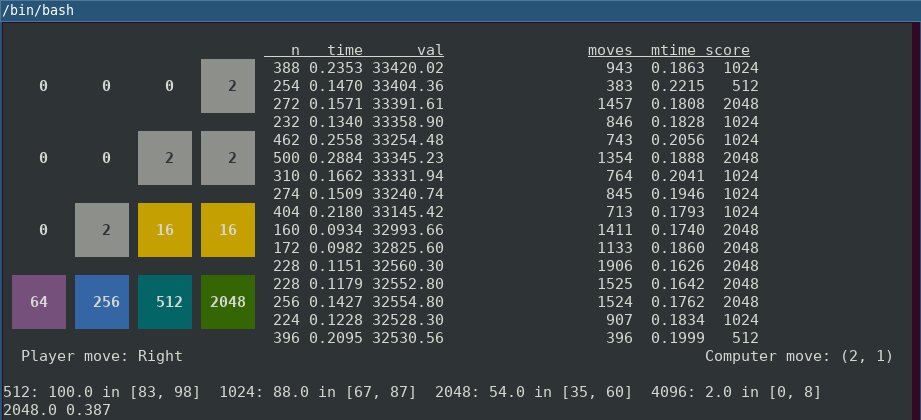 /bin/bash
n time val moves mtime score
388 0.2353 33420.02 943 0.1863 1024
0 0 0 2 254 0.1470 33404.36 383 0.2215 512
272 0.1571 33391.61 1457 0.1808 2048
232 0.1340 33358.90 846 0.1828 1024
462 0.2558 33254.48 743 0.2056 1024
0 0 2 2 500 0.2884 33345.23 1354 0.1888 2048
310 0.1662 33331.94 764 0.2041 1024
274 0.1509 33240.74 845 0.1946 1024
404 0.2180 33145.42 713 0.1793 1024
0 2 16 16 160 0.0934 32993.66 1411 0.1740 2048
172 0.0982 32825.60 1133 0.1860 2048
228 0.1151 32560.30 1906 0.1626 2048
228 0.1179 32552.80 1525 0.1642 2048
64 256 512 2048 256 0.1427 32554.80 1524 0.1762 2048
224 0.1228 32528.30 907 0.1834 1024
396 0.2095 32530.56 396 0.1999 512
Player move: Right Computer move: (2, 1)
512: 100.0 in [83, 98] 1024: 88.0 in [67, 87] 2048: 54.0 in [35, 60] 4096: 2.0 in [0, 8]
2048.0 0.387